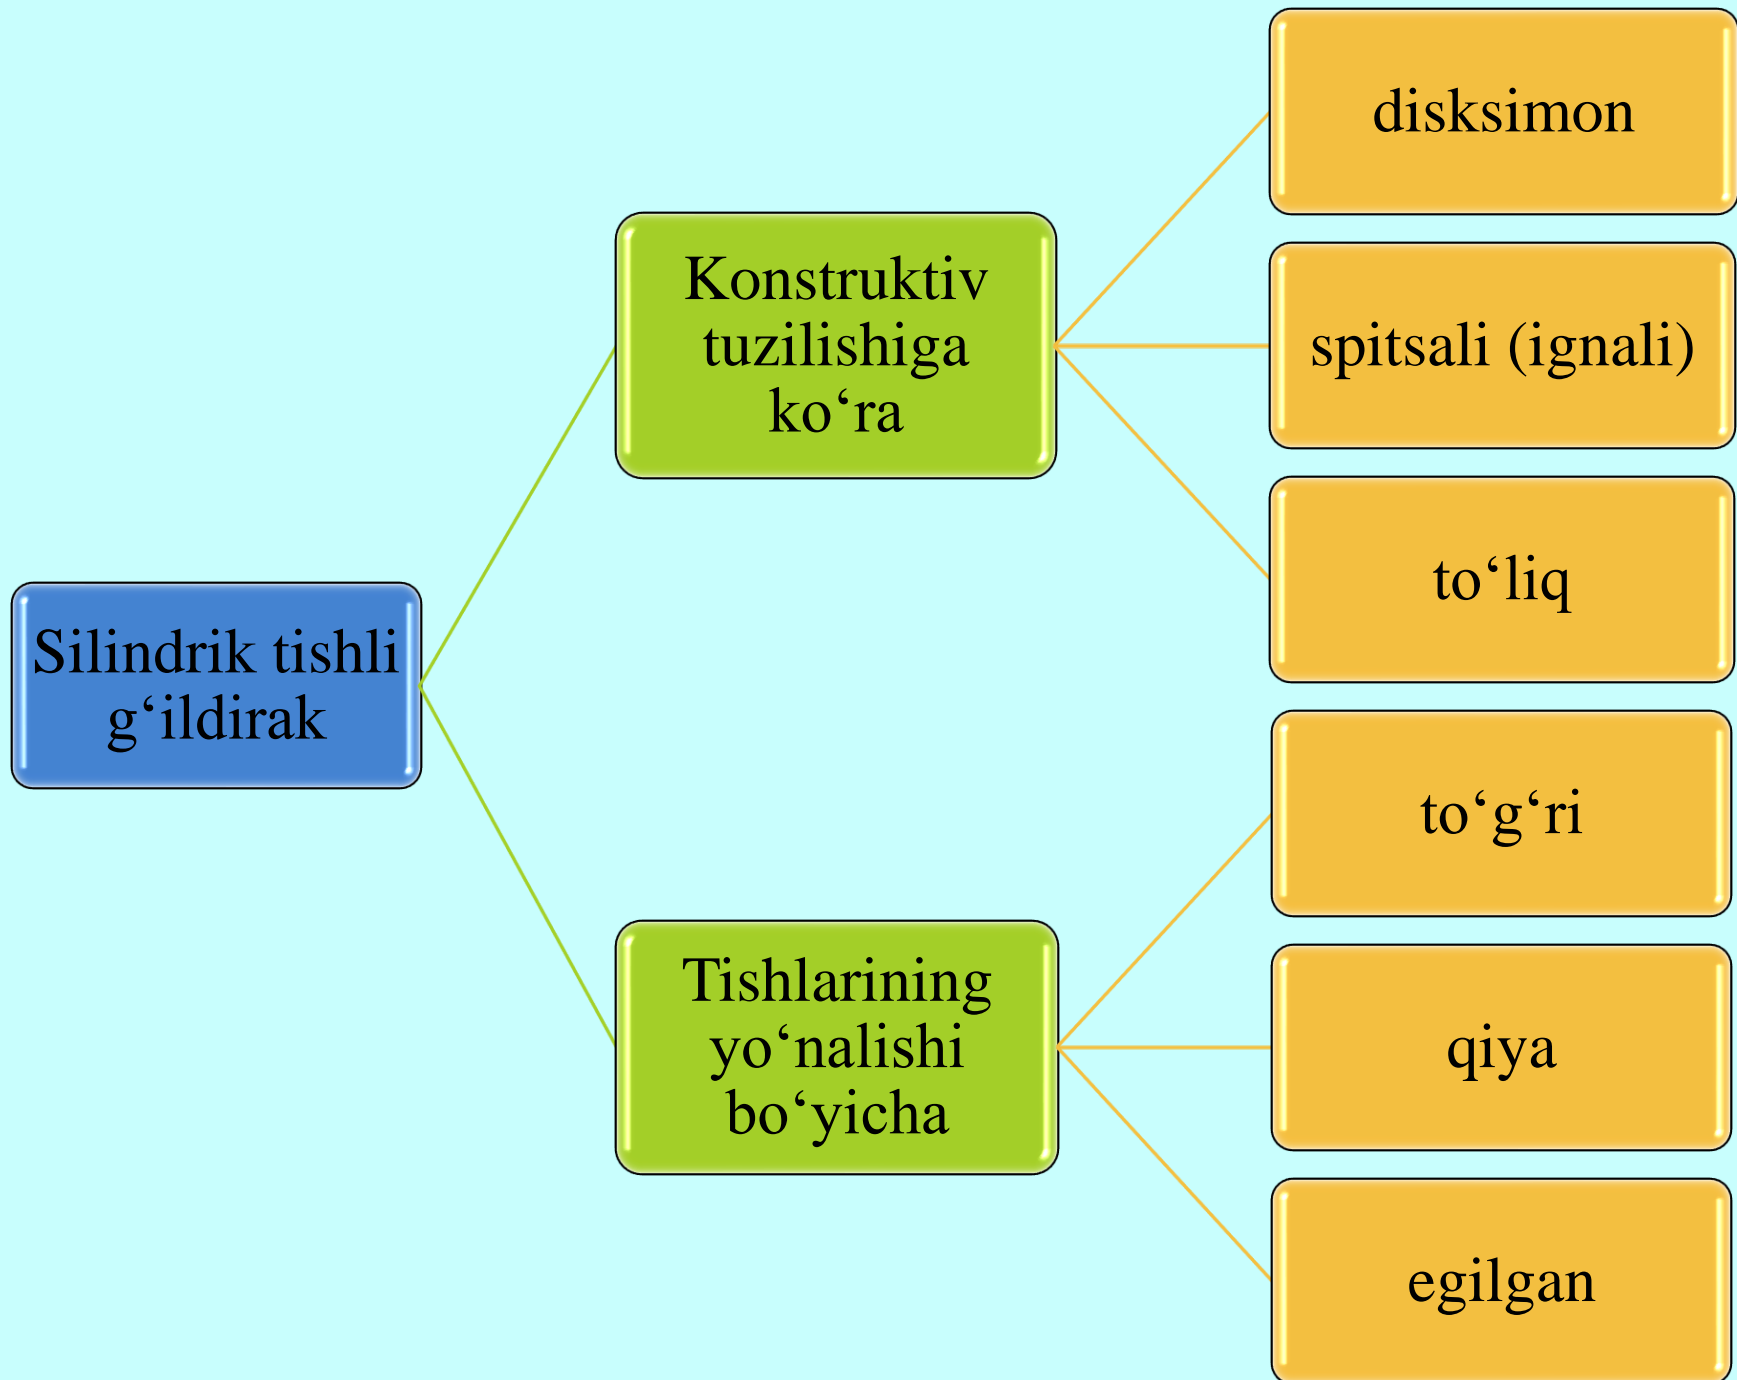 Silindrik tishli
g‘ildirak
Konstruktiv
tuzilishiga
ko‘ra
disksimon
spitsali (ignali)
to‘liq
Tishlarining
yo‘nalishi
bo‘yicha
to‘g‘ri
qiya
egilgan